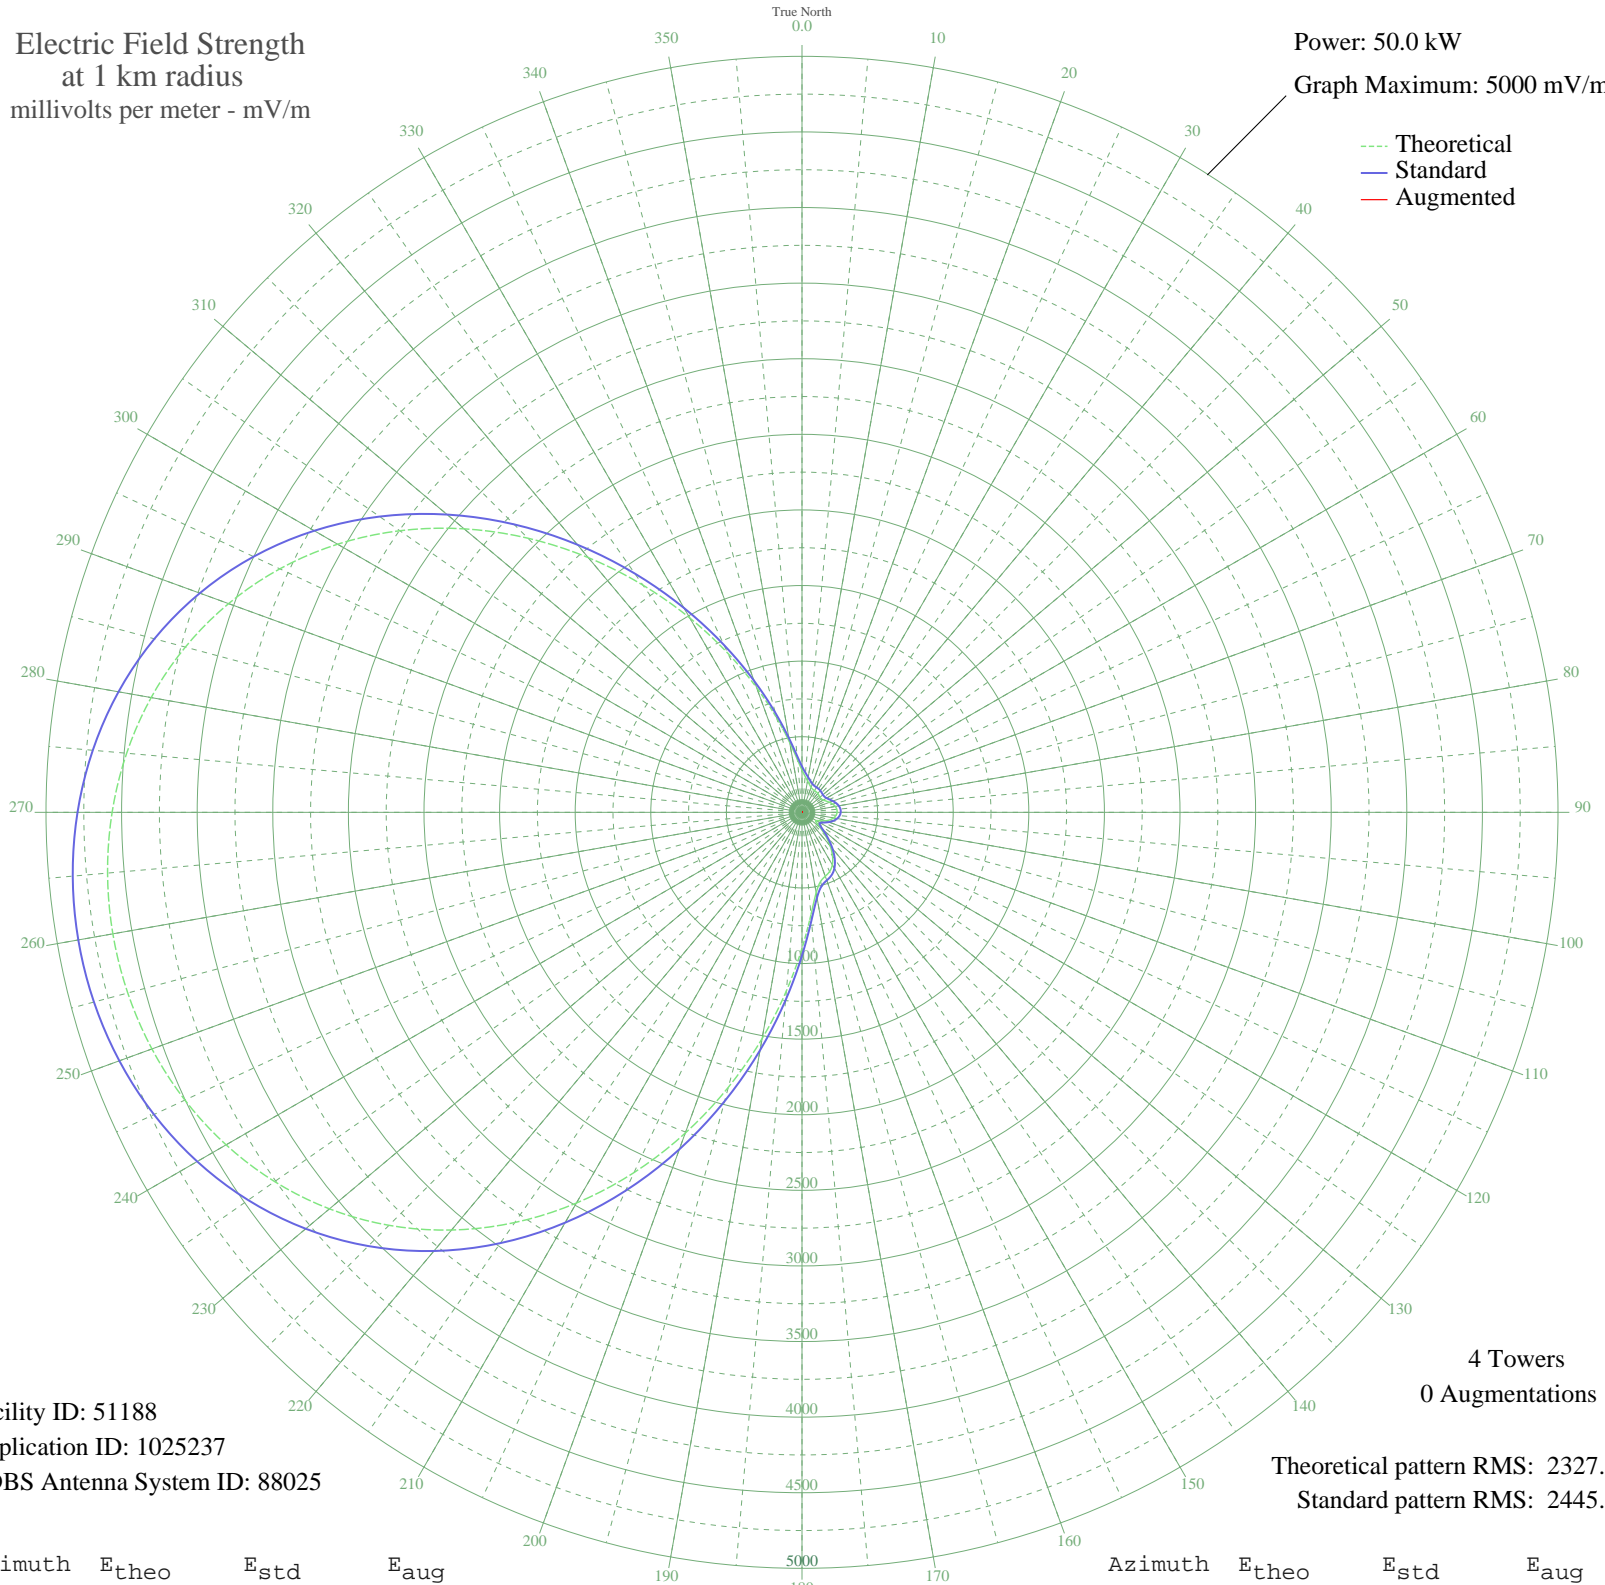 True North
0.0
Electric Field Strength
at 1 km radius
millivolts per meter - mV/m
Power: 50.0 kW
Graph Maximum: 5000 mV/m
Theoretical
Standard
Augmented
350
10
340
20
330
30
320
40
310
50
300
60
290
70
280
80
270
90
260
100
250
110
240
120
230
130
220
140
210
150
200
160
190
170
1000
1500
2000
2500
3000
3500
4000
4500
5000
4 Towers
0 Augmentations
cility ID: 51188
plication ID: 1025237
DBS Antenna System ID: 88025
Theoretical pattern RMS: 2327.
Standard pattern RMS: 2445.
imuth Etheo Estd Eaug
Azimuth Etheo Estd Eaug